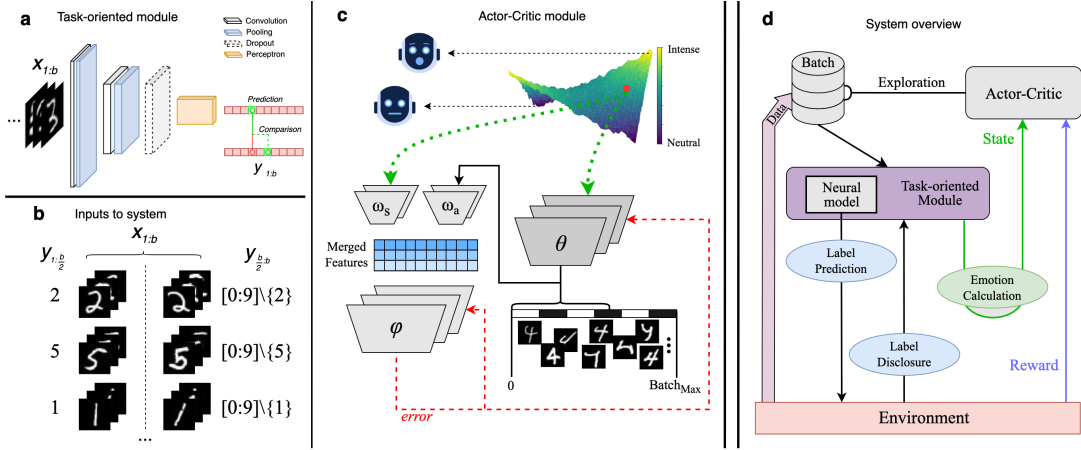 a
Task-oriented module
Convolution
Pooling
Dropout
Perceptron
x1:b
...
Prediction
Comparison
y 1:b
b
Inputs to system
x1:b
y1:b/2
yb/2:b
2
[0:9]\{2}
5
[0:9]\{5}
1
[0:9]\{1}
...
c
Actor-Critic module
Intense
Neutral
ωs
ωa
θ
Merged
Features
φ
0
BatchMax
error
d
System overview
Batch
Exploration
Actor-Critic
Data
State
Neural
model
Task-oriented
Module
Label
Prediction
Emotion
Calculation
Label
Disclosure
Reward
Environment